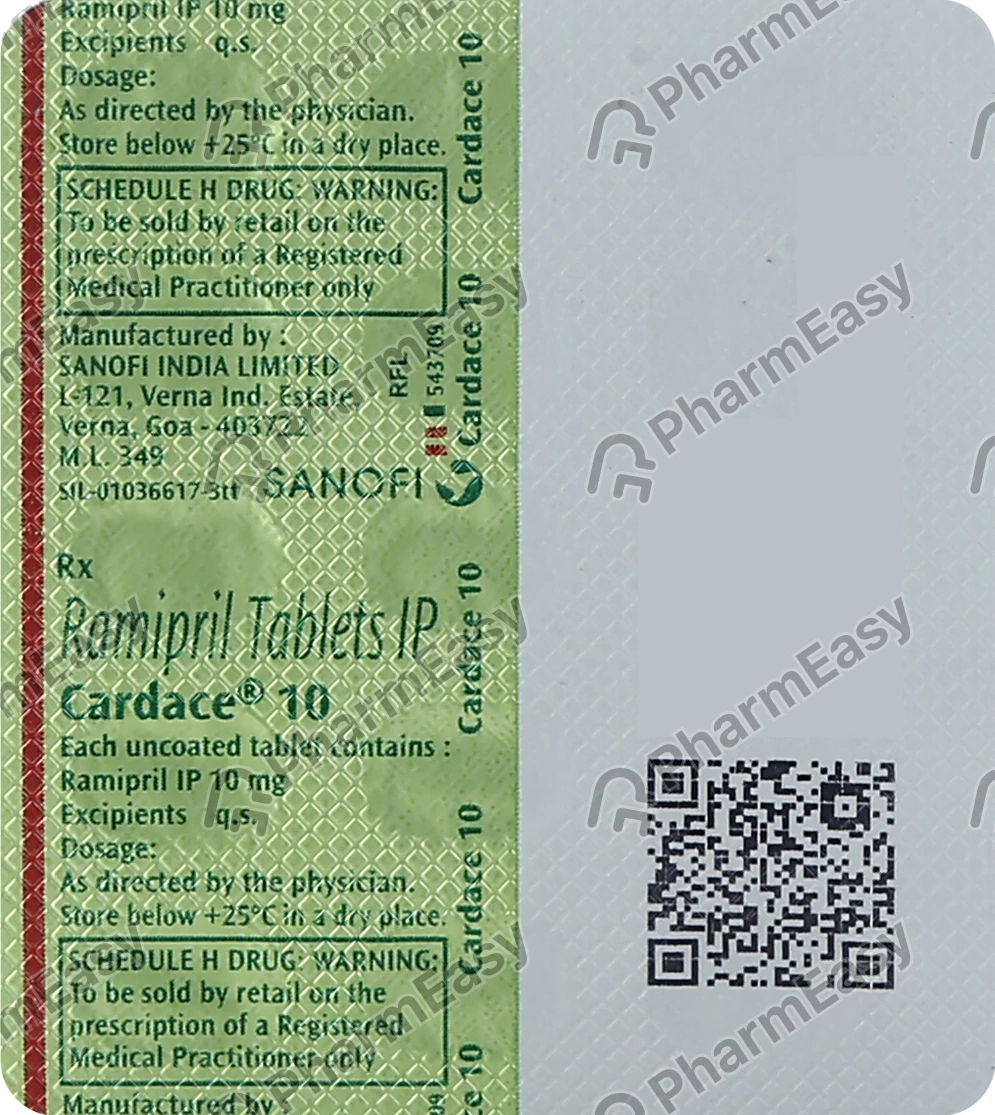 Ramipril IP 10 mg
Excipients q.s.
Dosage:
As directed by the physician.
Store below +25°C in a dry place.
SCHEDULE H DRUG: WARNING:
To be sold by retail on the
prescription of a Registered
Medical Practitioner only
Manufactured by :
SANOFI INDIA LIMITED
L-121, Verna Ind. Estate,
Verna, Goa - 403722.
M.L. 349
SIL-01036617-3tf SANOFI
RFL
543709
Cardace 10
Cardace 10
Rx
Ramipril Tablets IP
Cardace® 10
Each uncoated tablet contains :
Ramipril IP 10 mg
Excipients q.s.
Dosage:
As directed by the physician.
Store below +25°C in a dry place.
SCHEDULE H DRUG: WARNING:
To be sold by retail on the
prescription of a Registered
Medical Practitioner only
Manufactured by
Cardace 10
Cardace 10
ce 10
09
PharmEasy
PharmEasy
PharmEasy
PharmEasy
PharmEasy
PharmEasy
PharmEasy
PharmEasy